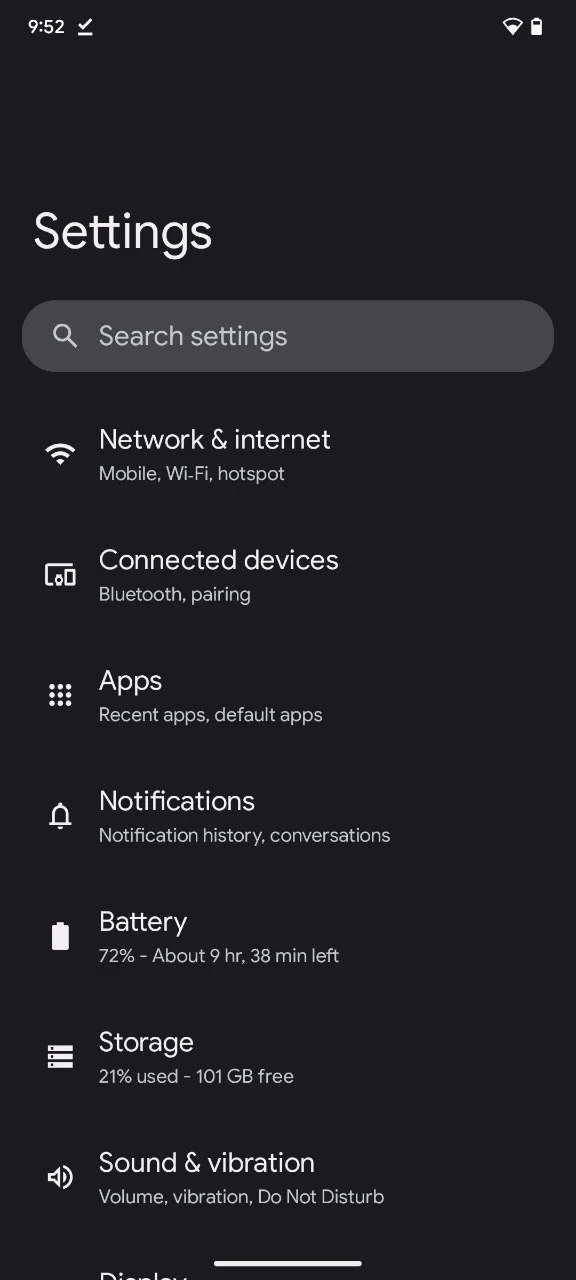 9:52
Settings
Search settings
Network & internet
Mobile, Wi-Fi, hotspot
Connected devices
Bluetooth, pairing
Apps
Recent apps, default apps
Notifications
Notification history, conversations
Battery
72% - About 9 hr, 38 min left
Storage
21% used - 101 GB free
Sound & vibration
Volume, vibration, Do Not Disturb
Display